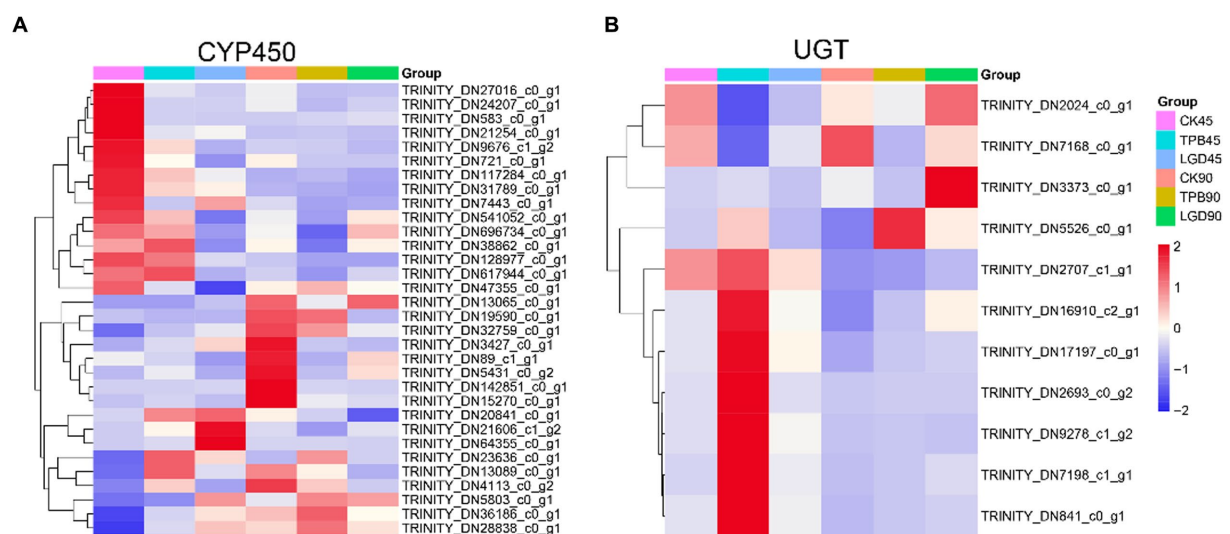 A
CYP450
Group
TRINITY_DN27016_c0_g1
TRINITY_DN24207_c0_g1
TRINITY_DN583_c0_g1
TRINITY_DN21254_c0_g1
TRINITY_DN9676_c1_g2
TRINITY_DN721_c0_g1
TRINITY_DN117284_c0_g1
TRINITY_DN31789_c0_g1
TRINITY_DN7443_c0_g1
TRINITY_DN541052_c0_g1
TRINITY_DN696734_c0_g1
TRINITY_DN38862_c0_g1
TRINITY_DN128977_c0_g1
TRINITY_DN617944_c0_g1
TRINITY_DN47355_c0_g1
TRINITY_DN13065_c0_g1
TRINITY_DN19590_c0_g1
TRINITY_DN32759_c0_g1
TRINITY_DN3427_c0_g1
TRINITY_DN89_c1_g1
TRINITY_DN5431_c0_g2
TRINITY_DN142851_c0_g1
TRINITY_DN15270_c0_g1
TRINITY_DN20841_c0_g1
TRINITY_DN21606_c1_g2
TRINITY_DN64355_c0_g1
TRINITY_DN23636_c0_g1
TRINITY_DN13089_c0_g1
TRINITY_DN4113_c0_g2
TRINITY_DN5803_c0_g1
TRINITY_DN36186_c0_g1
TRINITY_DN28838_c0_g1
B
UGT
Group
TRINITY_DN2024_c0_g1
TRINITY_DN7168_c0_g1
TRINITY_DN3373_c0_g1
TRINITY_DN5526_c0_g1
TRINITY_DN2707_c1_g1
TRINITY_DN16910_c2_g1
TRINITY_DN17197_c0_g1
TRINITY_DN2693_c0_g2
TRINITY_DN9278_c1_g2
TRINITY_DN7198_c1_g1
TRINITY_DN841_c0_g1
Group
CK45
TPB45
LGD45
CK90
TPB90
LGD90
2
1
0
−1
−2